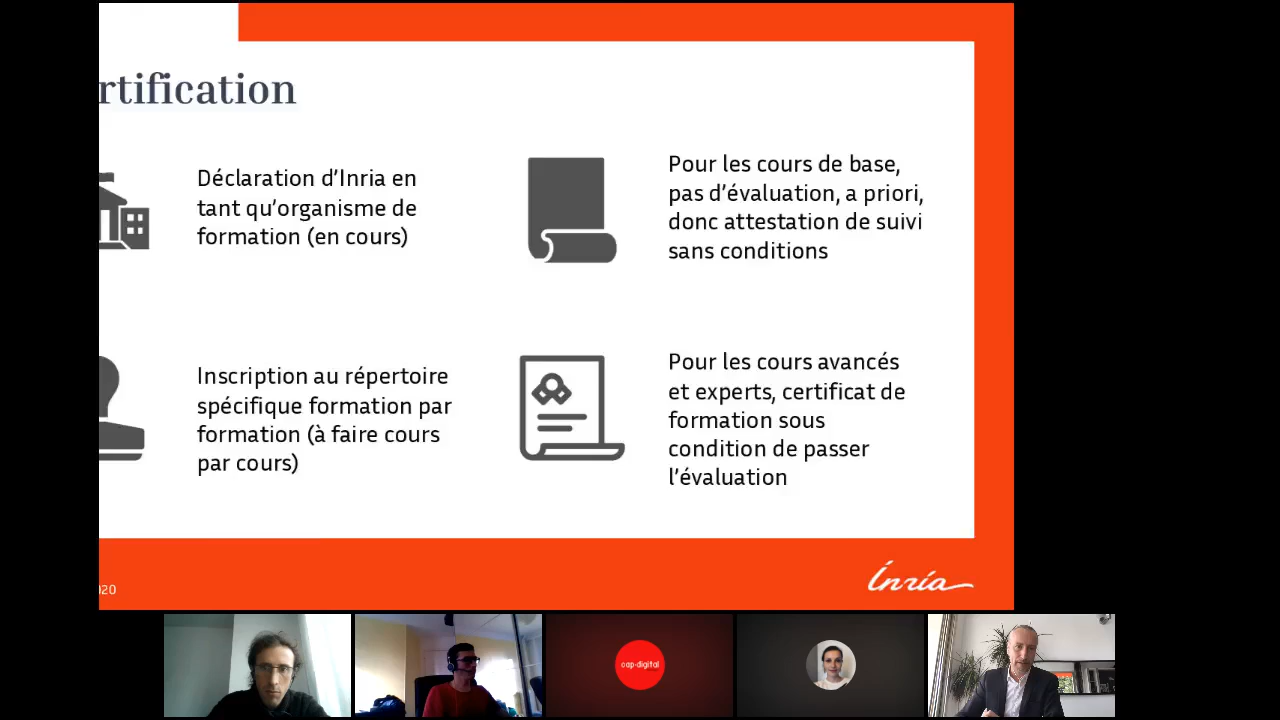 rtification
Déclaration d'Inria en
tant qu'organisme de
formation (en cours)
Pour les cours de base,
pas d'évaluation, a priori,
donc attestation de suivi
sans conditions
Inscription au répertoire
spécifique formation par
formation (à faire cours
par cours)
Pour les cours avancés
et experts, certificat de
formation sous
condition de passer
l'évaluation
020
Inria
cap·digital